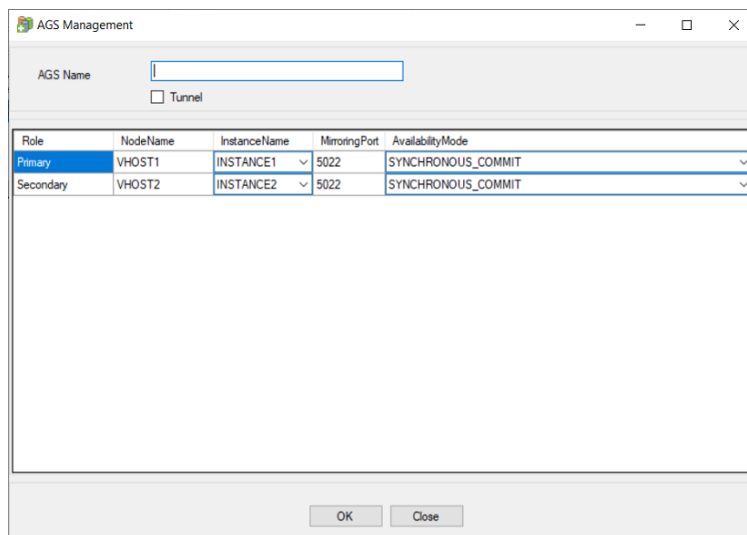 AGS Management
AGS Name
Tunnel
Role NodeName InstanceName MirroringPort AvailabilityMode
Primary VHOST1 INSTANCE1 5022 SYNCHRONOUS_COMMIT
Secondary VHOST2 INSTANCE2 5022 SYNCHRONOUS_COMMIT
OK Close